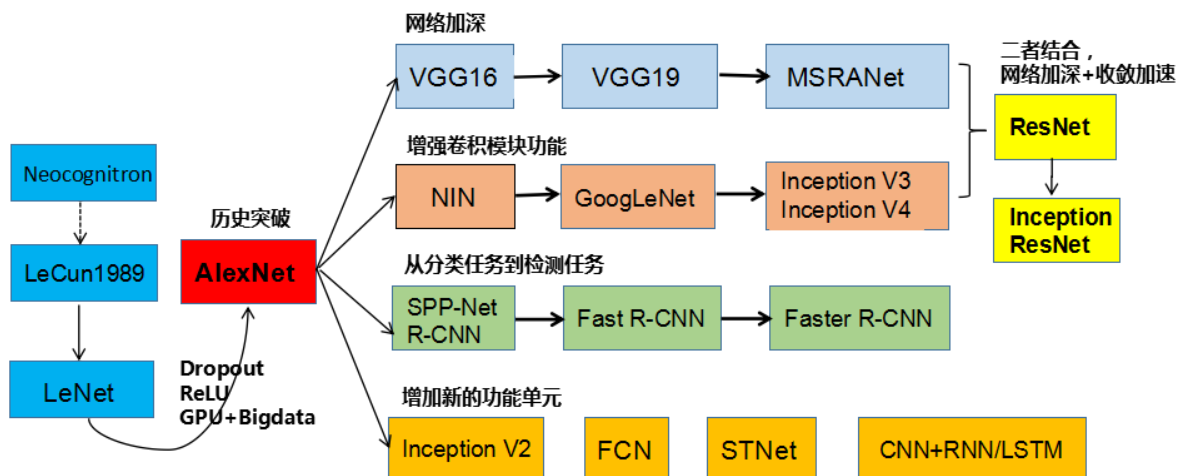 Neocognitron
LeCun1989
LeNet
历史突破
AlexNet
Dropout
ReLU
GPU+Bigdata
网络加深
VGG16
VGG19
MSRANet
增强卷积模块功能
NIN
GoogLeNet
Inception V3
Inception V4
二者结合，
网络加深+收敛加速
ResNet
Inception
ResNet
从分类任务到检测任务
SPP-Net
R-CNN
Fast R-CNN
Faster R-CNN
增加新的功能单元
Inception V2
FCN
STNet
CNN+RNN/LSTM